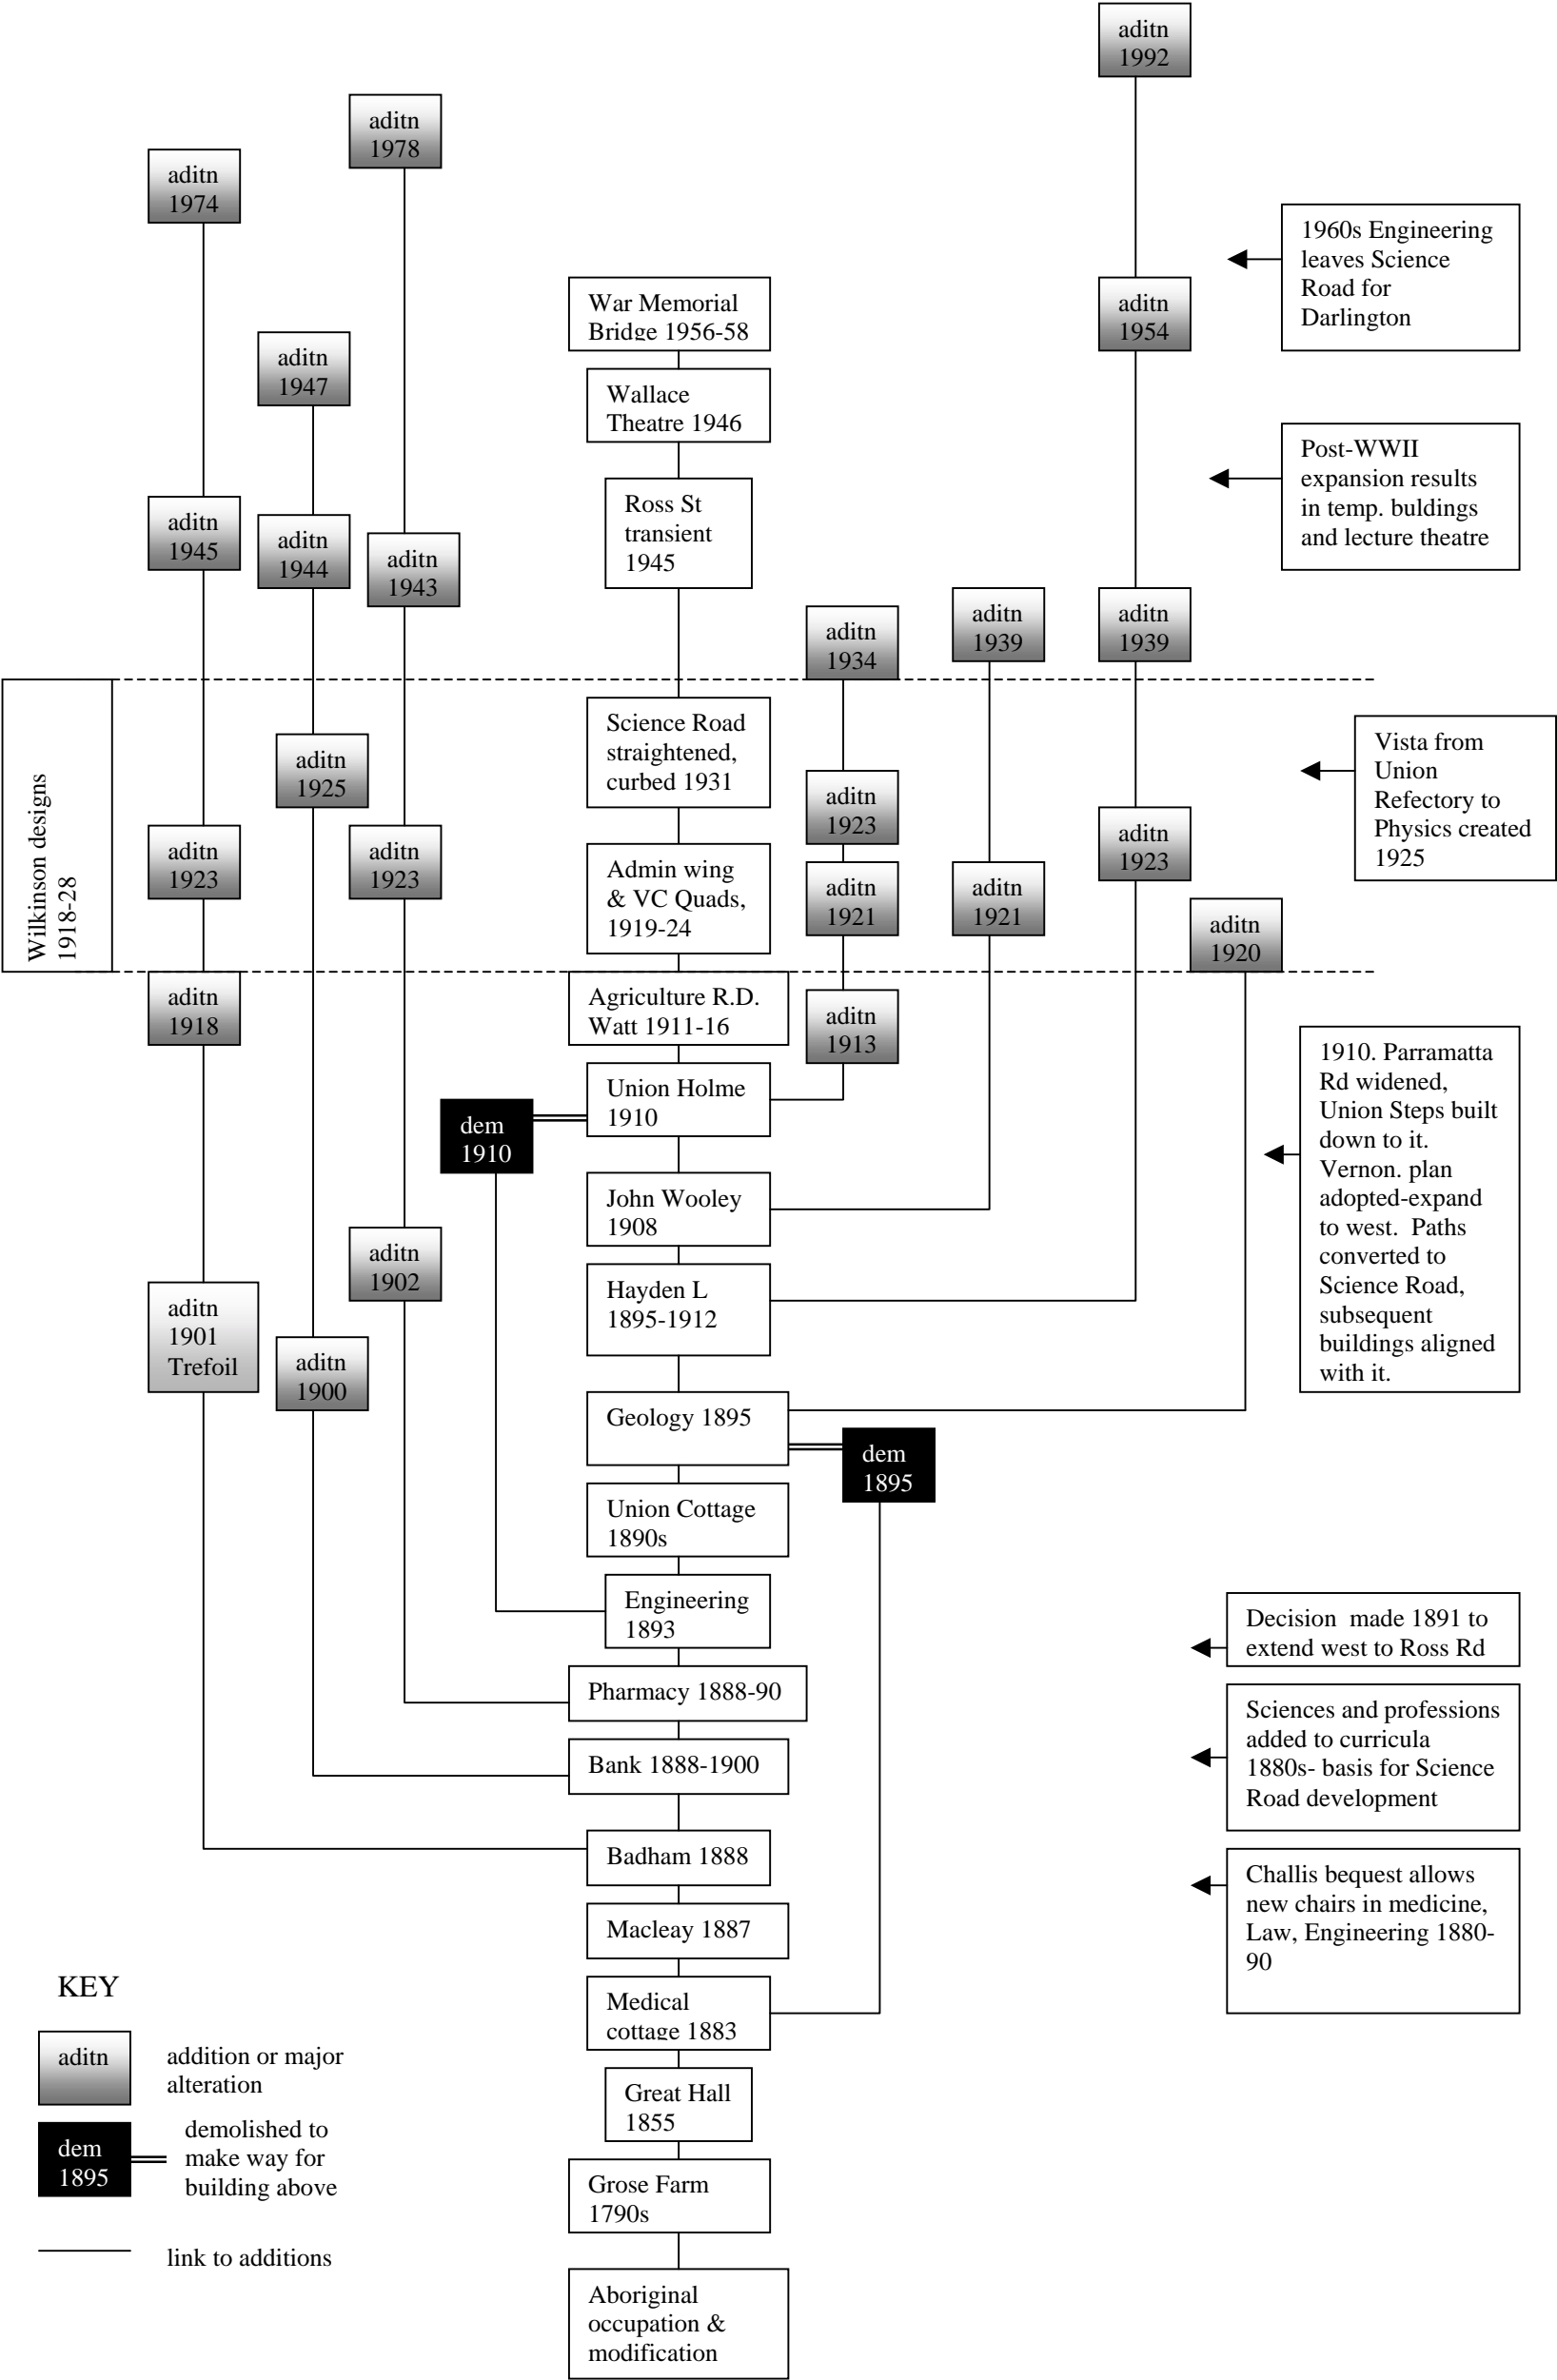 aditn
1992
aditn
1978
aditn
1974
1960s Engineering
leaves Science
Road for
Darlington
War Memorial
Bridge 1956-58
aditn
1954
aditn
1947
Wallace
Theatre 1946
Post-WWII
expansion results
in temp. buldings
and lecture theatre
aditn
1945
aditn
1944
aditn
1943
Ross St
transient
1945
aditn
1934
aditn
1939
aditn
1939
Wilkinson designs
1918-28
Science Road
straightened,
curbed 1931
Vista from
Union
Refectory to
Physics created
1925
aditn
1925
aditn
1923
aditn
1923
aditn
1923
aditn
1923
Admin wing
& VC Quads,
1919-24
aditn
1921
aditn
1921
aditn
1920
aditn
1918
Agriculture R.D.
Watt 1911-16
aditn
1913
1910. Parramatta
Rd widened,
Union Steps built
down to it.
Vernon. plan
adopted-expand
to west. Paths
converted to
Science Road,
subsequent
buildings aligned
with it.
Union Holme
1910
dem
1910
John Wooley
1908
aditn
1902
Hayden L
1895-1912
aditn
1901
Trefoil
aditn
1900
Geology 1895
dem
1895
Union Cottage
1890s
Engineering
1893
Decision made 1891 to
extend west to Ross Rd
Pharmacy 1888-90
Sciences and professions
added to curricula
1880s- basis for Science
Road development
Bank 1888-1900
Badham 1888
Challis bequest allows
new chairs in medicine,
Law, Engineering 1880-
90
Macleay 1887
Medical
cottage 1883
Great Hall
1855
Grose Farm
1790s
Aboriginal
occupation &
modification
KEY
aditn
addition or major
alteration
dem
1895
demolished to
make way for
building above
link to additions